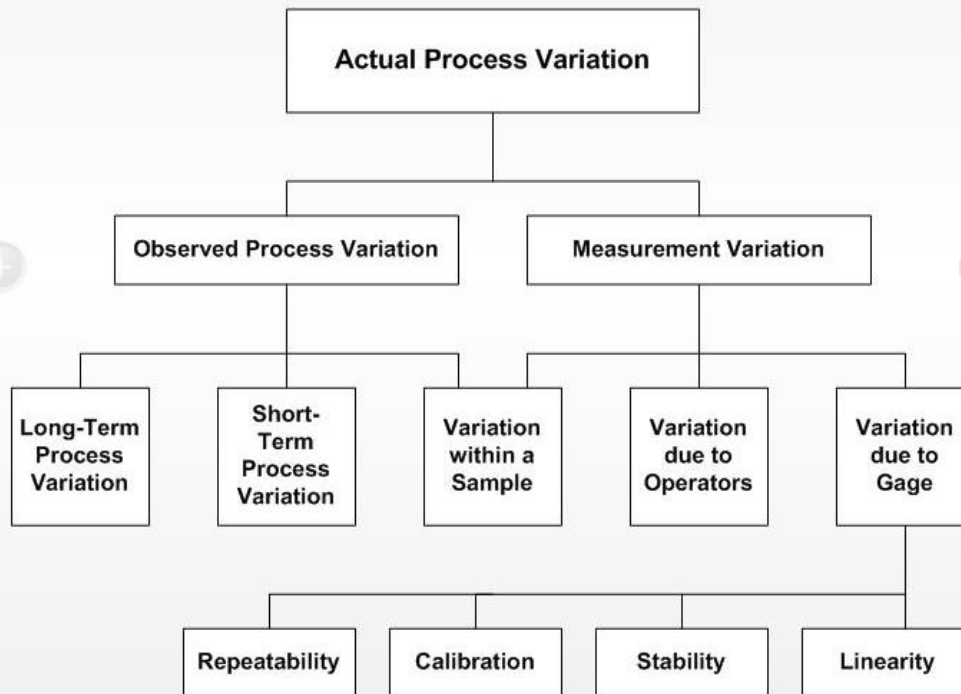 Actual Process Variation
Observed Process Variation
Measurement Variation
Long-Term
Process
Variation
Short-
Term
Process
Variation
Variation
within a
Sample
Variation
due to
Operators
Variation
due to
Gage
Repeatability
Calibration
Stability
Linearity